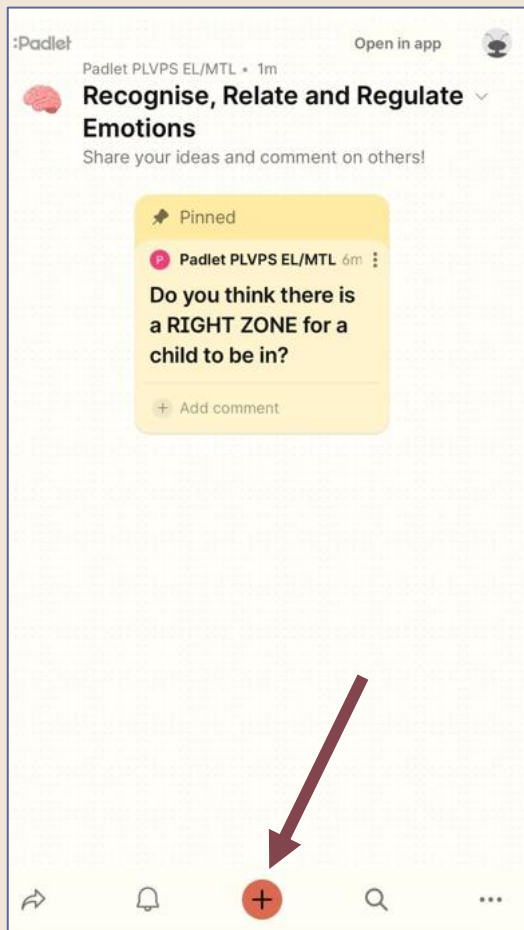 :Padlet
Open in app
Padlet PLVPS EL/MTL • 1m
Recognise, Relate and Regulate
Emotions
Share your ideas and comment on others!
Pinned
P Padlet PLVPS EL/MTL 6m
Do you think there is
a RIGHT ZONE for a
child to be in?
+ Add comment
+